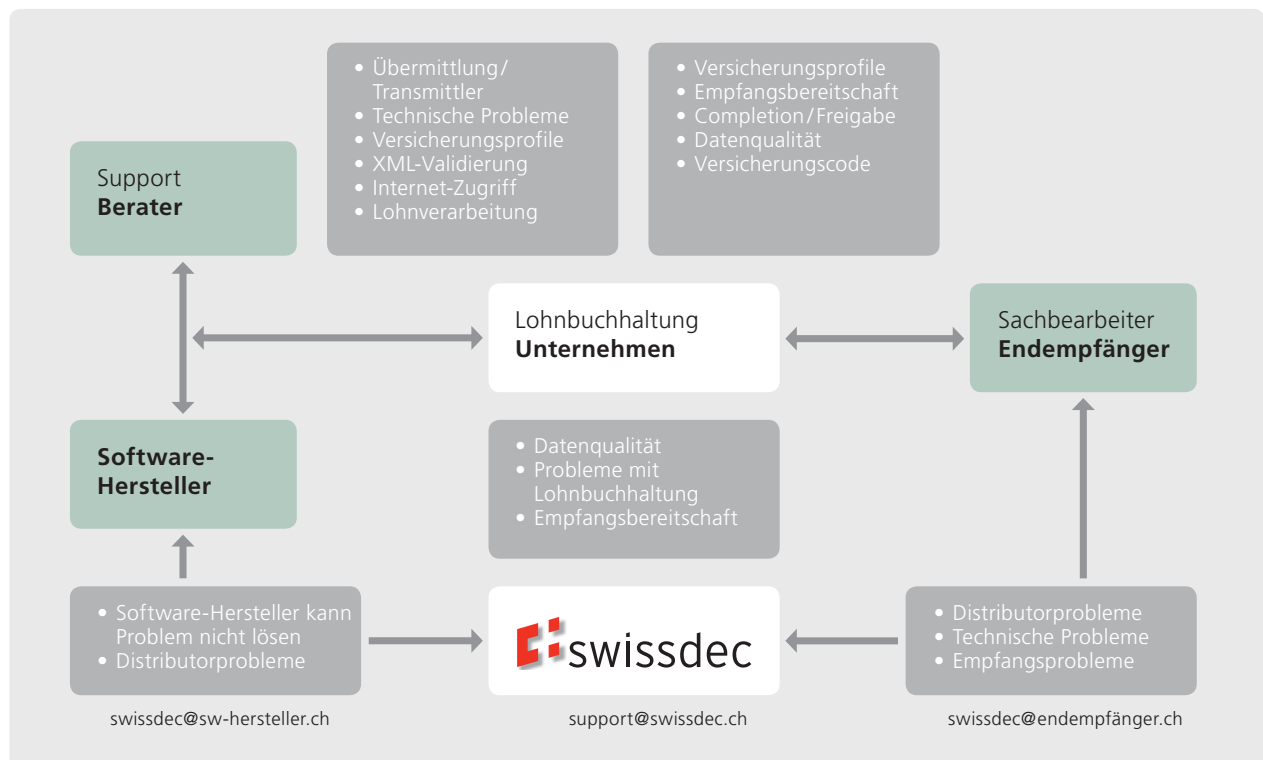 • Übermittlung/
Transmittler
• Technische Probleme
• Versicherungsprofile
• XML-Validierung
• Internet-Zugriff
• Lohnverarbeitung
• Versicherungsprofile
• Empfangsbereitschaft
• Completion/Freigabe
• Datenqualität
• Versicherungscode
Support
Berater
Lohnbuchhaltung
Unternehmen
Sachbearbeiter
Endempfänger
Software-
Hersteller
• Datenqualität
• Probleme mit
Lohnbuchhaltung
• Empfangsbereitschaft
• Software-Hersteller kann
Problem nicht lösen
• Distributorprobleme
swissdec
• Distributorprobleme
• Technische Probleme
• Empfangsprobleme
swissdec@sw-hersteller.ch
support@swissdec.ch
swissdec@endempfänger.ch